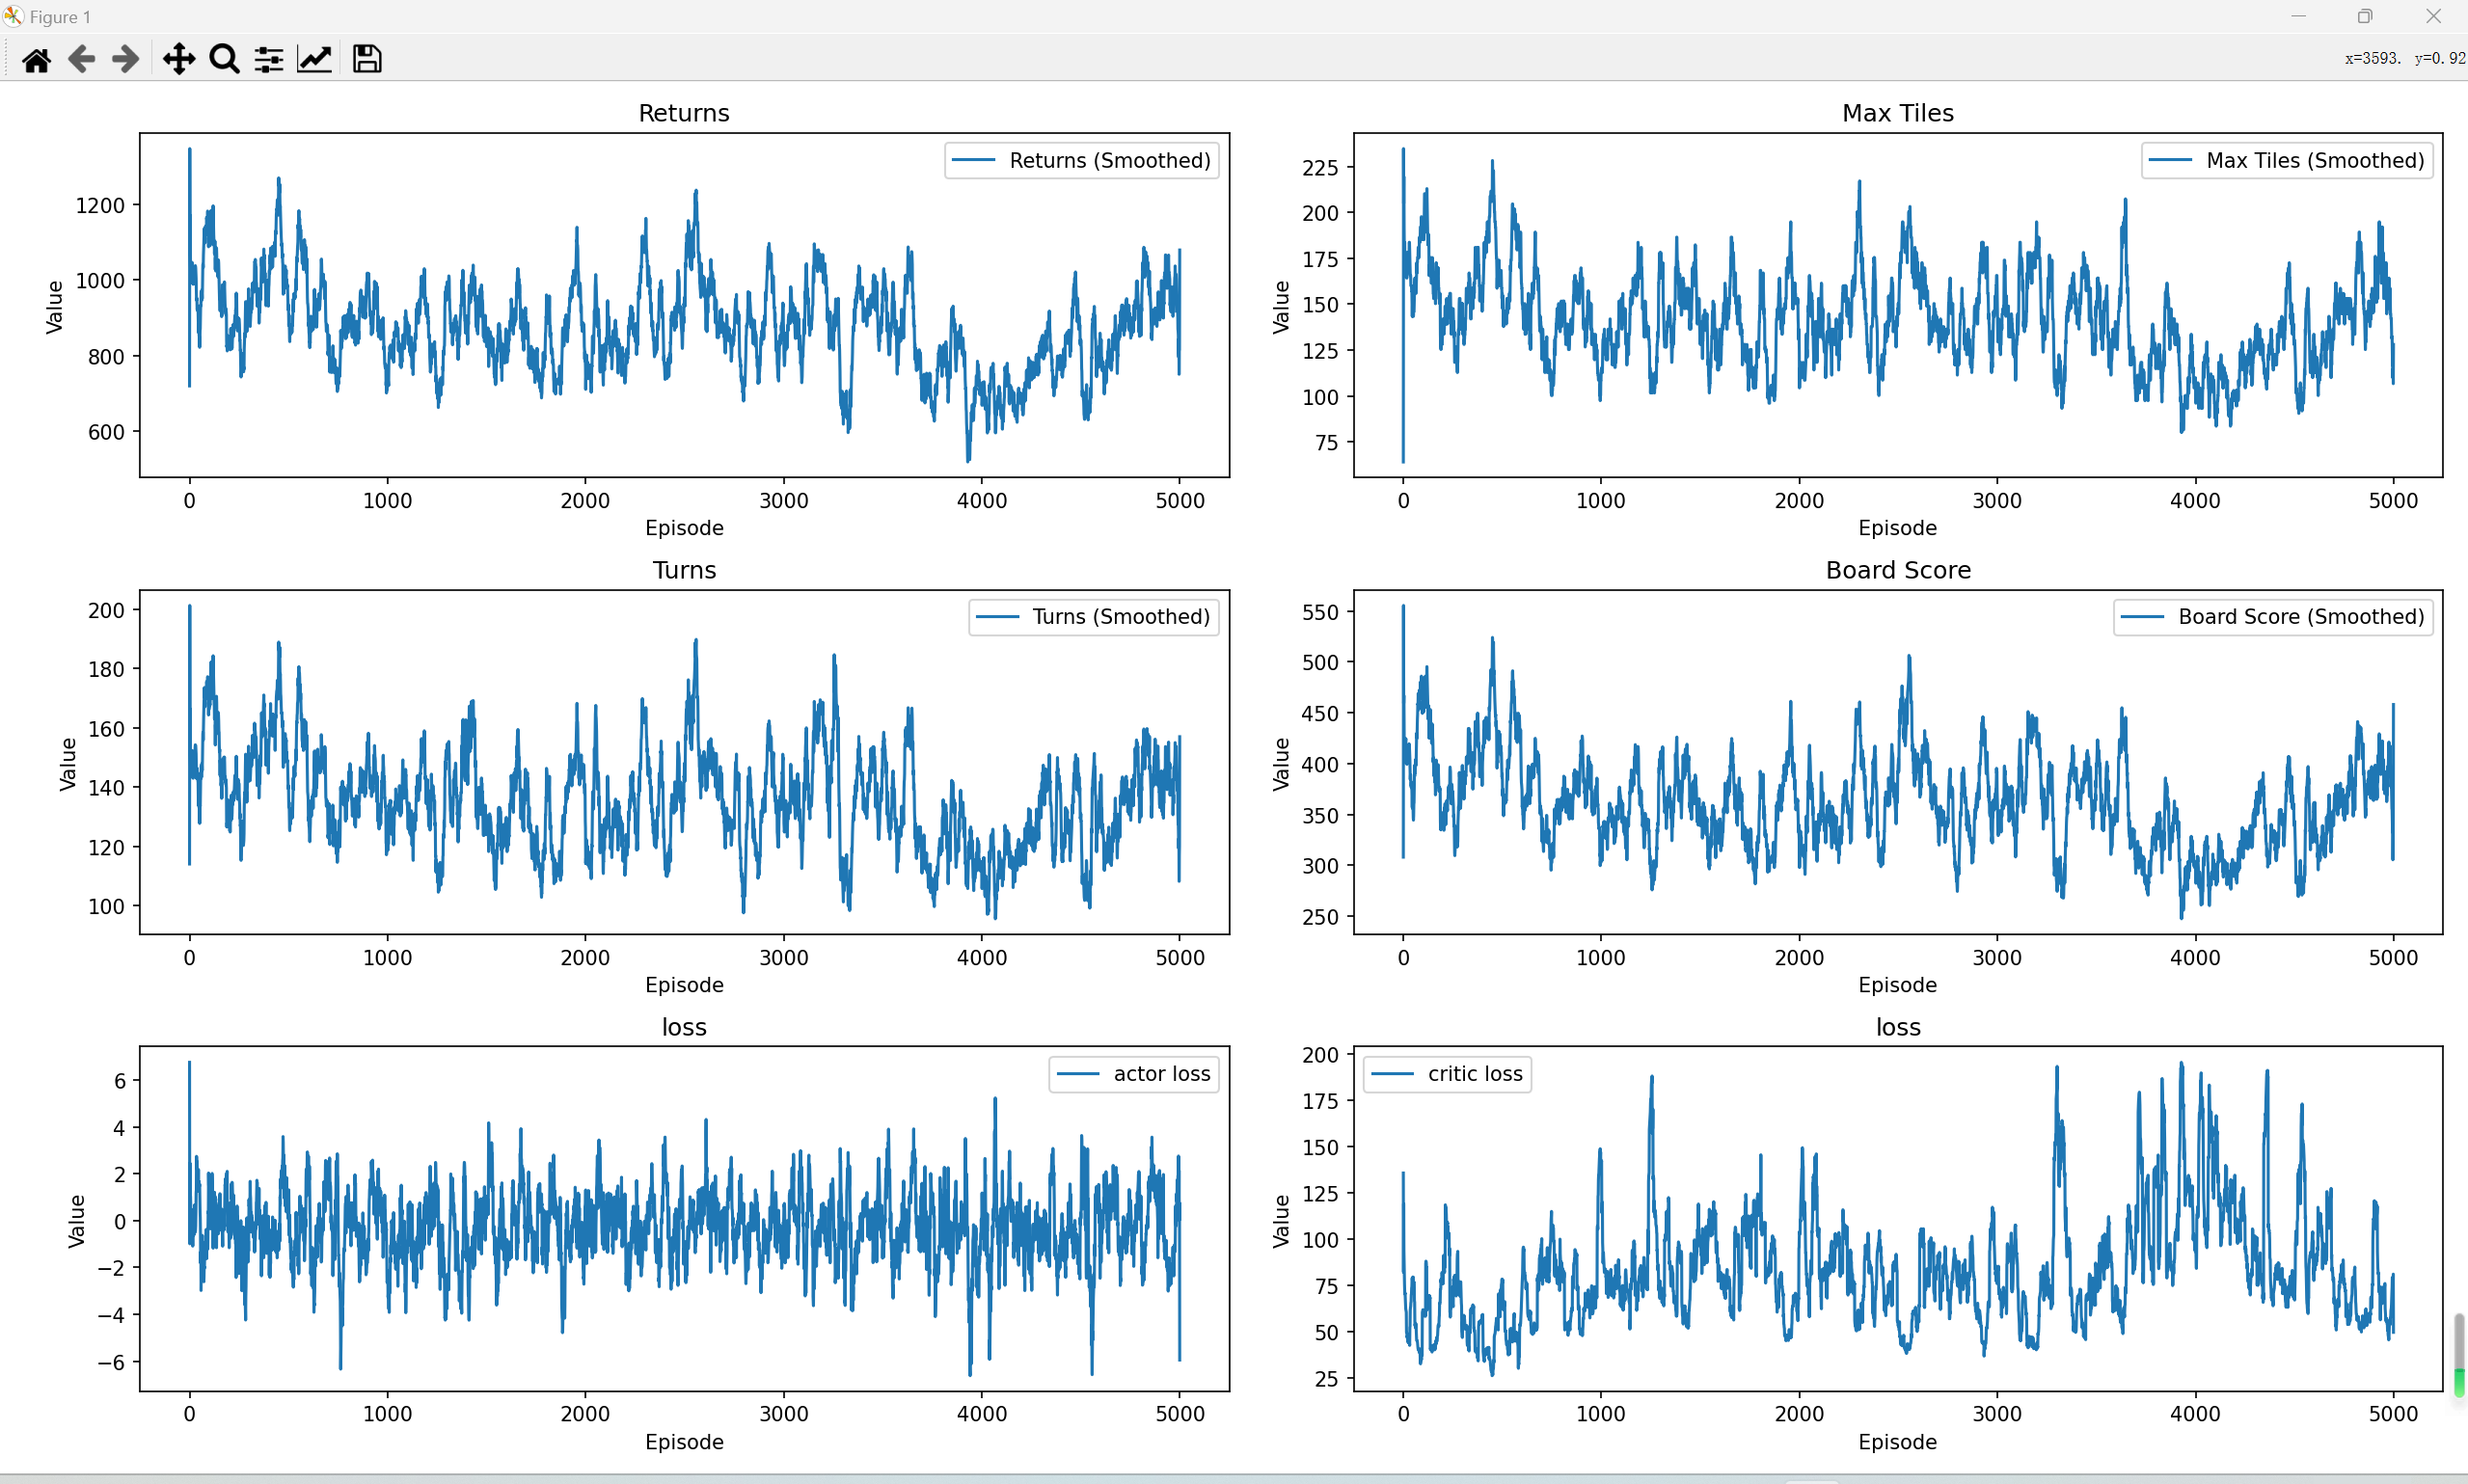 Figure 1
x=3593. y=0.92
Returns
Returns (Smoothed)
1200
1000
800
600
Value
0 1000 2000 3000 4000 5000
Episode
Max Tiles
Max Tiles (Smoothed)
225
200
175
150
125
100
75
Value
0 1000 2000 3000 4000 5000
Episode
Turns
Turns (Smoothed)
200
180
160
140
120
100
Value
0 1000 2000 3000 4000 5000
Episode
Board Score
Board Score (Smoothed)
550
500
450
400
350
300
250
Value
0 1000 2000 3000 4000 5000
Episode
loss
actor loss
6
4
2
0
−2
−4
−6
Value
0 1000 2000 3000 4000 5000
Episode
loss
critic loss
200
175
150
125
100
75
50
25
Value
0 1000 2000 3000 4000 5000
Episode